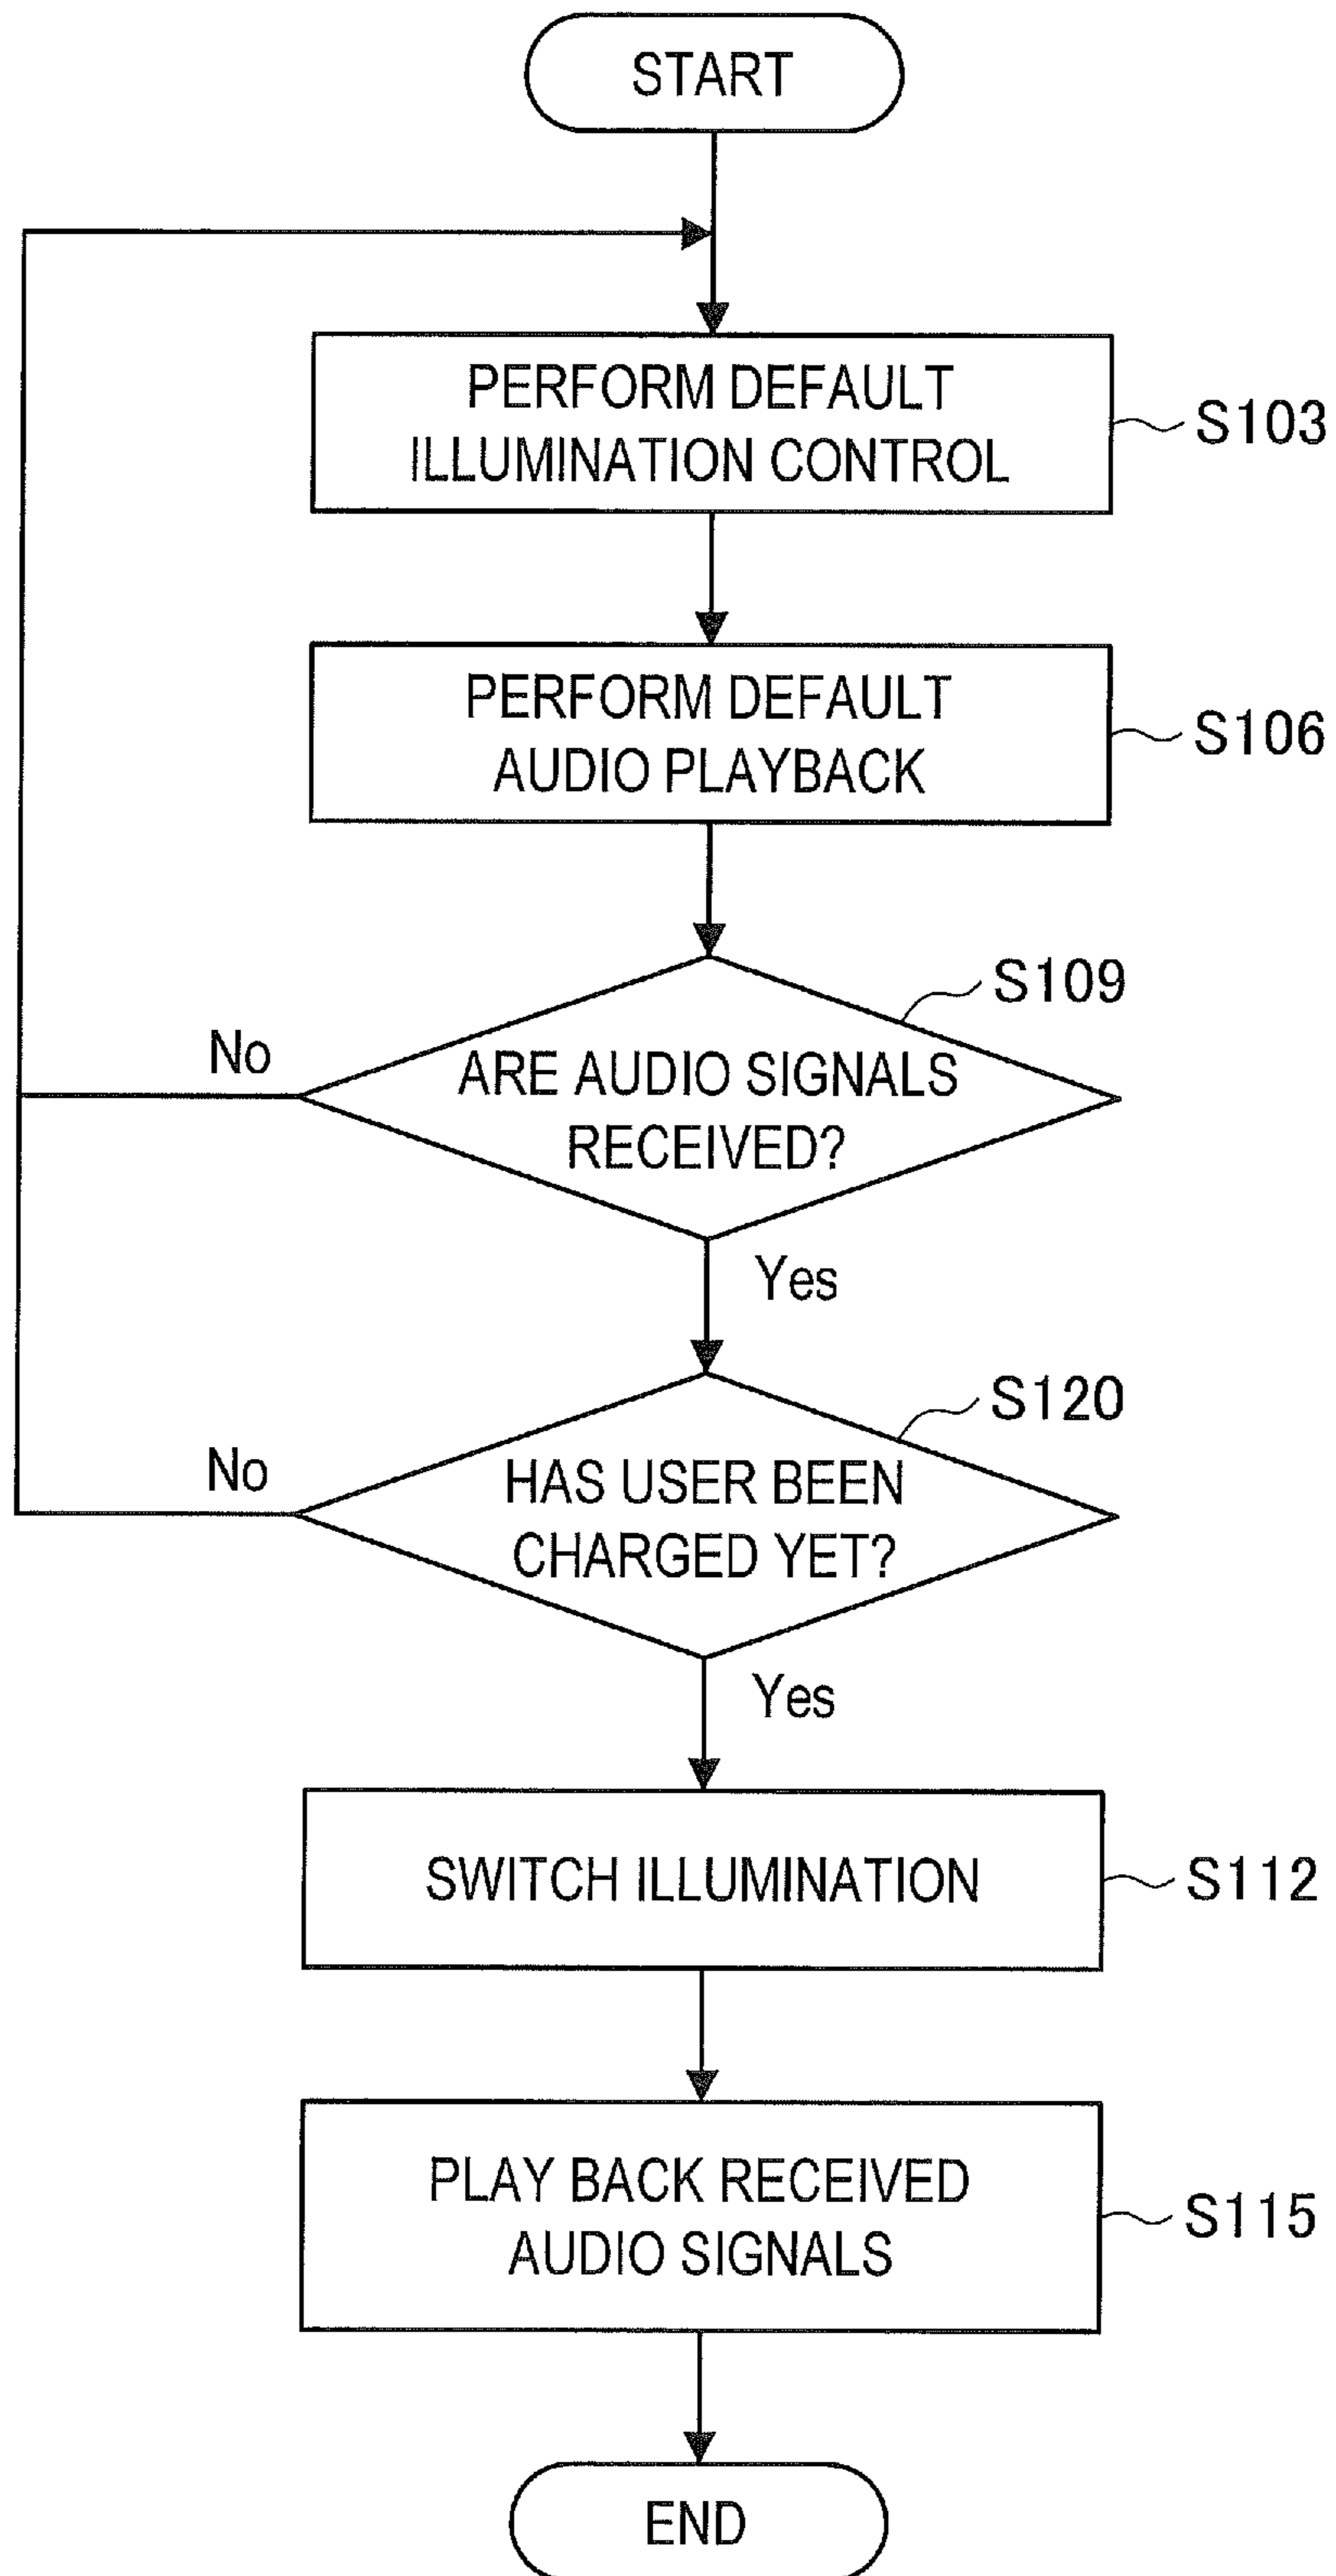 START
PERFORM DEFAULT
ILLUMINATION CONTROL
S103
PERFORM DEFAULT
AUDIO PLAYBACK
S106
S109
No
ARE AUDIO SIGNALS
RECEIVED?
Yes
S120
No
HAS USER BEEN
CHARGED YET?
Yes
SWITCH ILLUMINATION
S112
PLAY BACK RECEIVED
AUDIO SIGNALS
S115
END